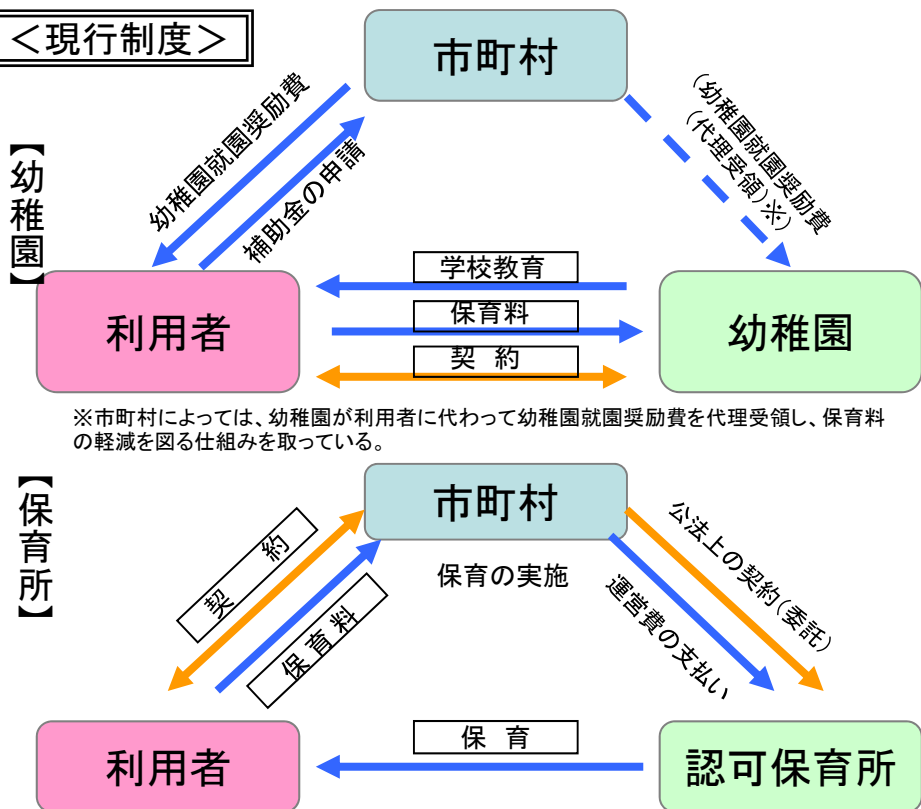 <現行制度>
市町村
【幼稚園】
幼稚園就園奨励費
補助金の申請
(幼稚園就園奨励費
(代理受領)※)
学校教育
利用者
保育料
幼稚園
契 約
※市町村によっては、幼稚園が利用者に代わって幼稚園就園奨励費を代理受領し、保育料
の軽減を図る仕組みを取っている。
【保育所】
市町村
契 約
保育料
保育の実施
公法上の契約(委託)
運営費の支払い
利用者
保 育
認可保育所